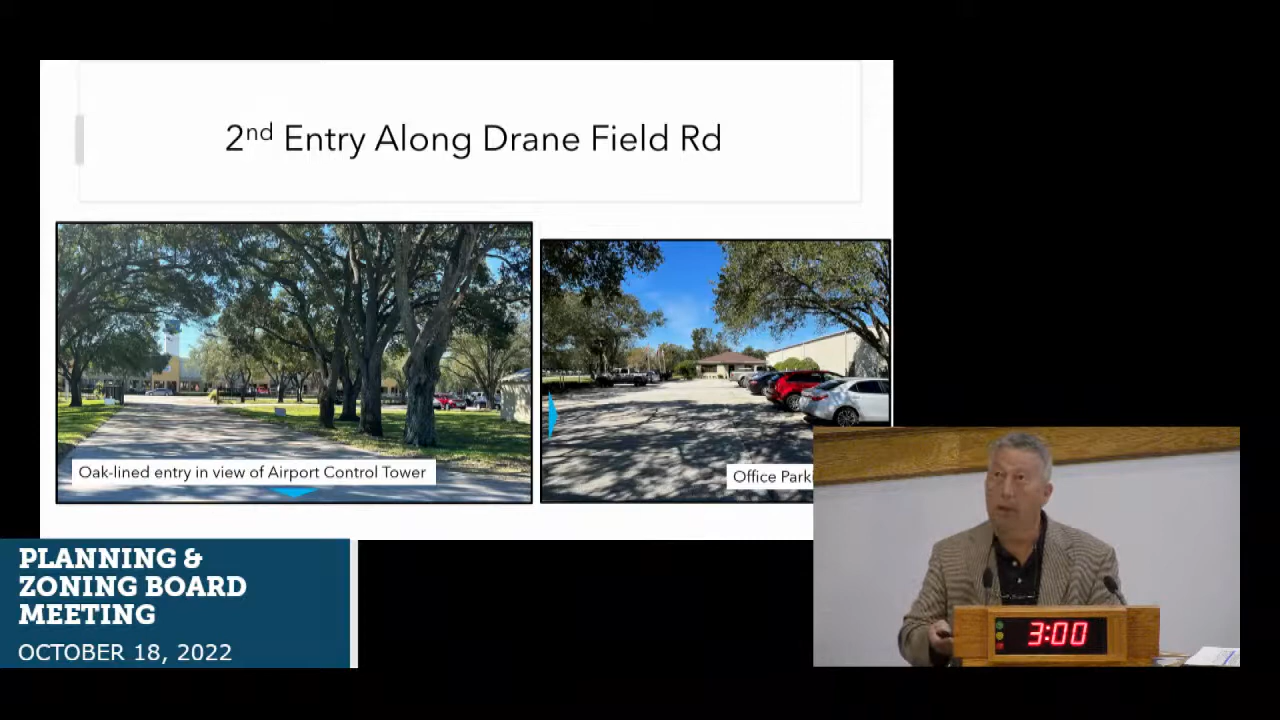 2nd Entry Along Drane Field Rd
Oak-lined entry in view of Airport Control Tower
Office Parki
PLANNING &
ZONING BOARD
MEETING
OCTOBER 18, 2022
3:00